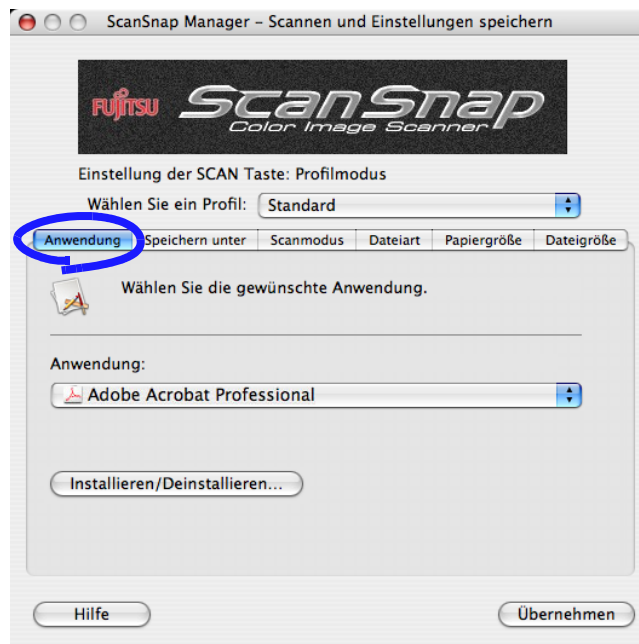 ScanSnap Manager – Scannen und Einstellungen speichern
FUJITSU ScanSnap
Color Image Scanner
Einstellung der SCAN Taste: Profilmodus
Wählen Sie ein Profil: Standard
Anwendung Speichern unter Scanmodus Dateiart Papiergröße Dateigröße
Wählen Sie die gewünschte Anwendung.
Anwendung:
Adobe Acrobat Professional
Installieren/Deinstallieren...
Hilfe Übernehmen